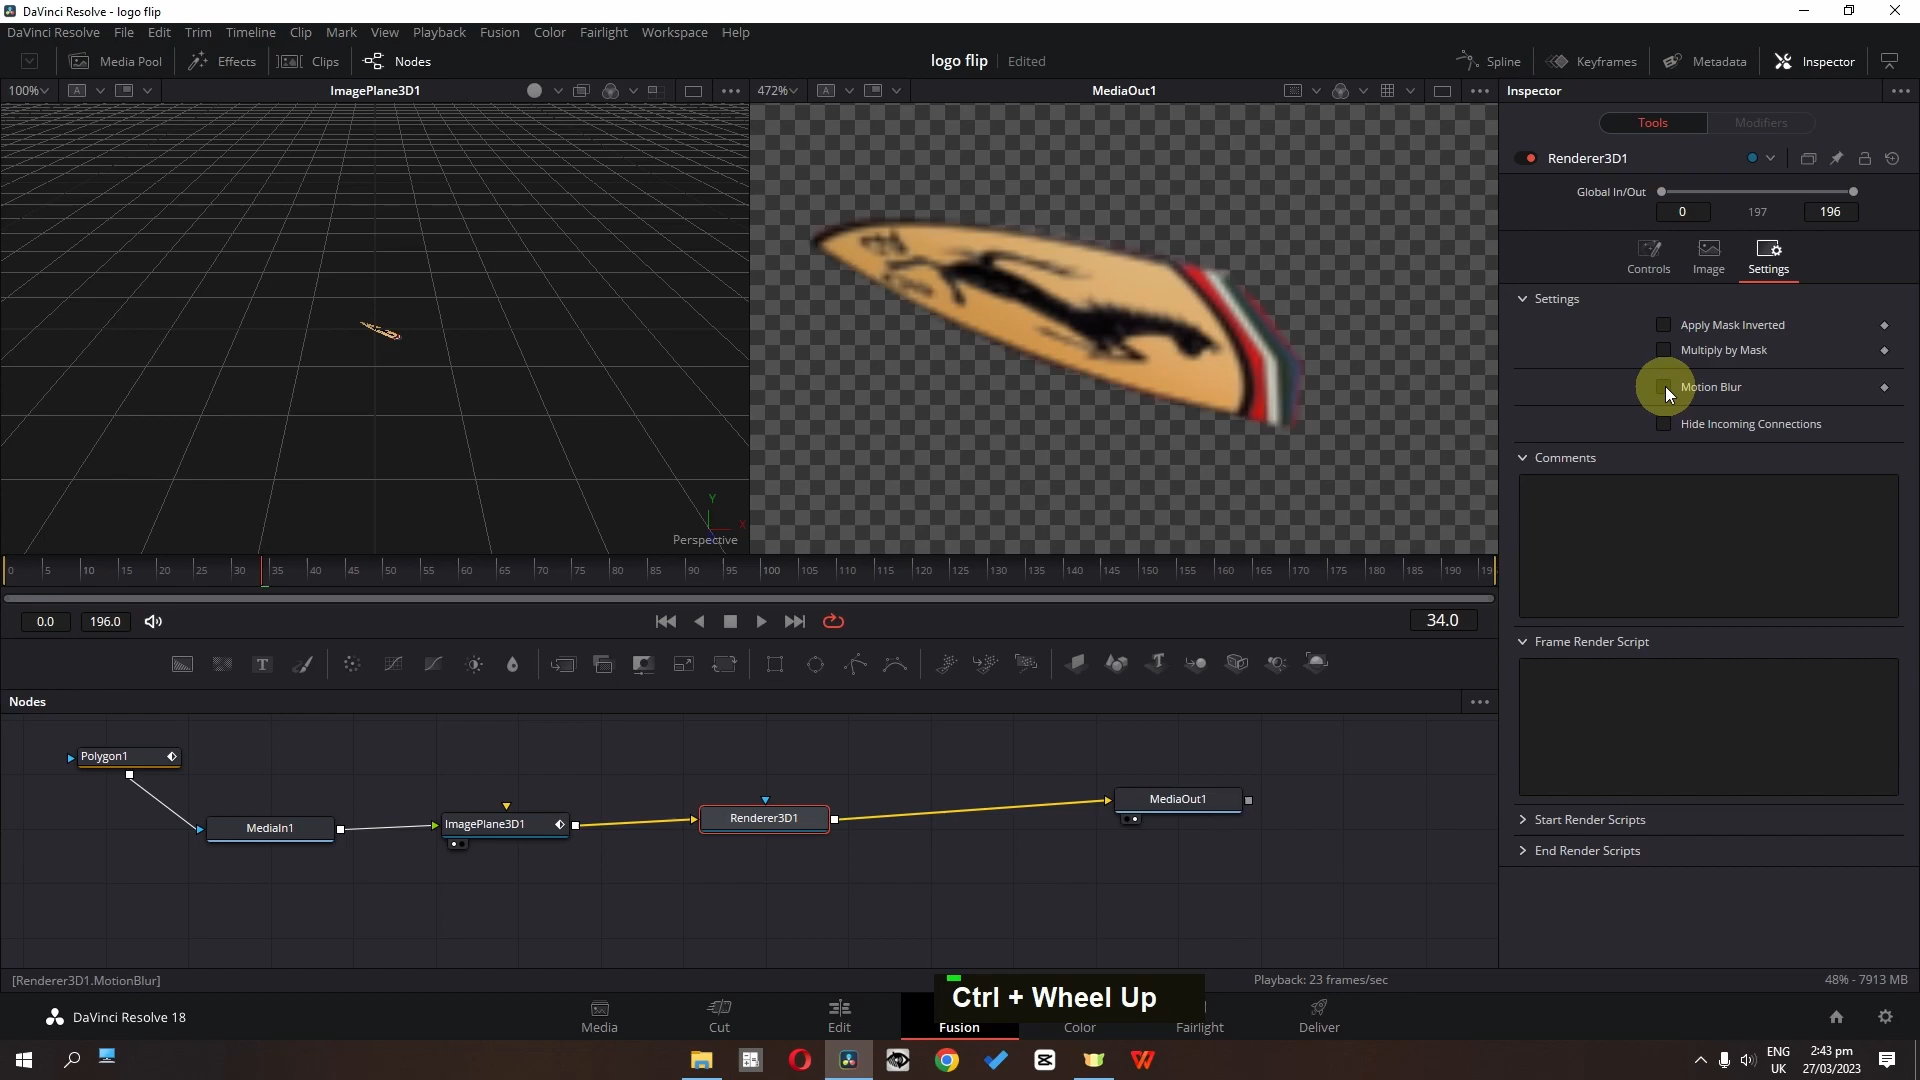 DaVinci Resolve - logo flip
DaVinci Resolve File Edit Trim Timeline Clip Mark View Playback Fusion Color Fairlight Workspace Help
Media Pool Effects Clips Nodes logo flip Edited Spline Keyframes Metadata Inspector
100% A ImagePlane3D1 472% A MediaOut1 Inspector
Tools Modifiers
Renderer3D1
Global In/Out
0 197 196
Controls Image Settings
Settings
Apply Mask Inverted
Multiply by Mask
Motion Blur
Hide Incoming Connections
Comments
Y
X
Perspective
0 5 10 15 20 25 30 35 40 45 50 55 60 65 70 75 80 85 90 95 100 105 110 115 120 125 130 135 140 145 150 155 160 165 170 175 180 185 190 19
0.0 196.0 34.0
Frame Render Script
T T
Nodes
Polygon1
MediaIn1
ImagePlane3D1
Renderer3D1
MediaOut1
Start Render Scripts
End Render Scripts
[Renderer3D1.MotionBlur] Playback: 23 frames/sec 48% - 7913 MB
Ctrl + Wheel Up
DaVinci Resolve 18 Media Cut Edit Fusion Color Fairlight Deliver
ENG
UK
2:43 pm
27/03/2023